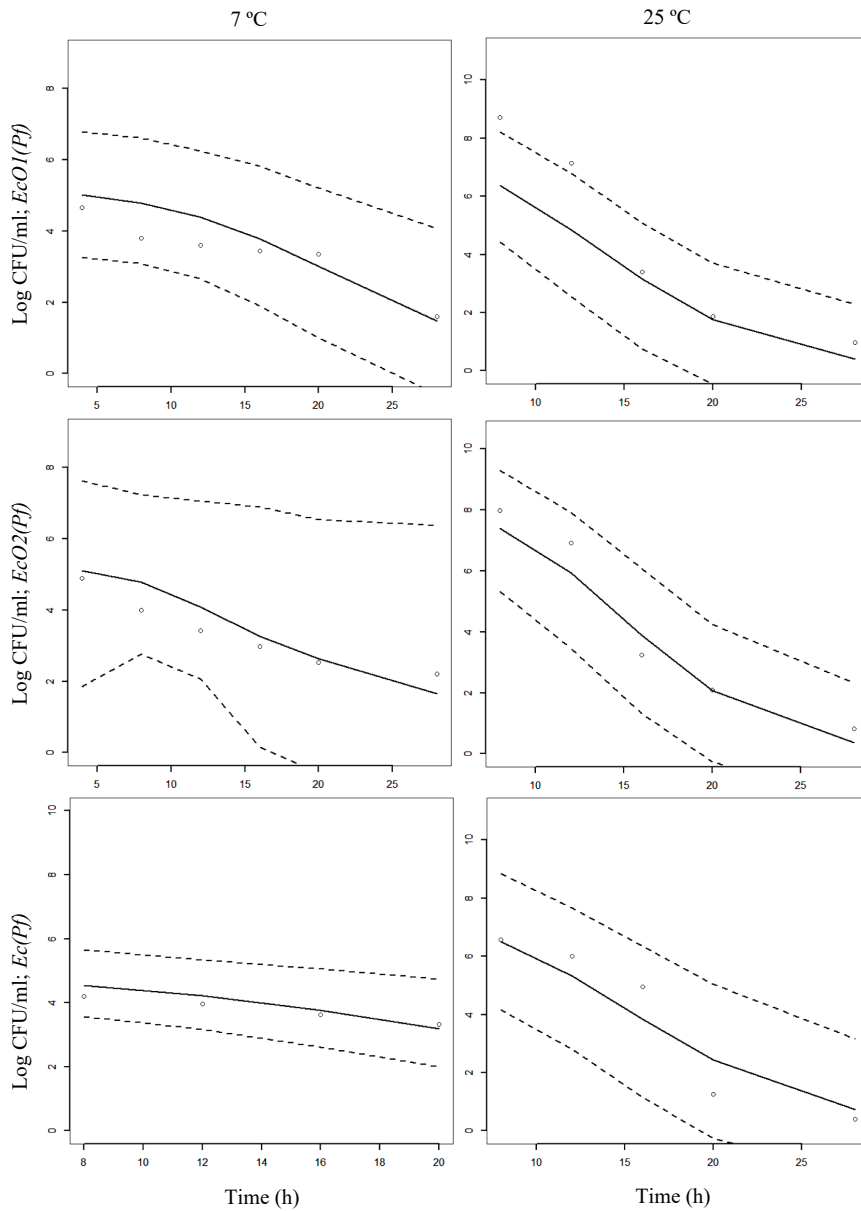 7 ºC
25 ºC
Log CFU/ml; EcO1(Pf)
0 2 4 6 8
5 10 15 20 25
0 2 4 6 8 10
10 15 20 25
Log CFU/ml; EcO2(Pf)
0 2 4 6 8
5 10 15 20 25
0 2 4 6 8 10
10 15 20 25
Log CFU/ml; Ec(Pf)
0 2 4 6 8 10
8 10 12 14 16 18 20
0 2 4 6 8 10
10 15 20 25
Time (h)
Time (h)